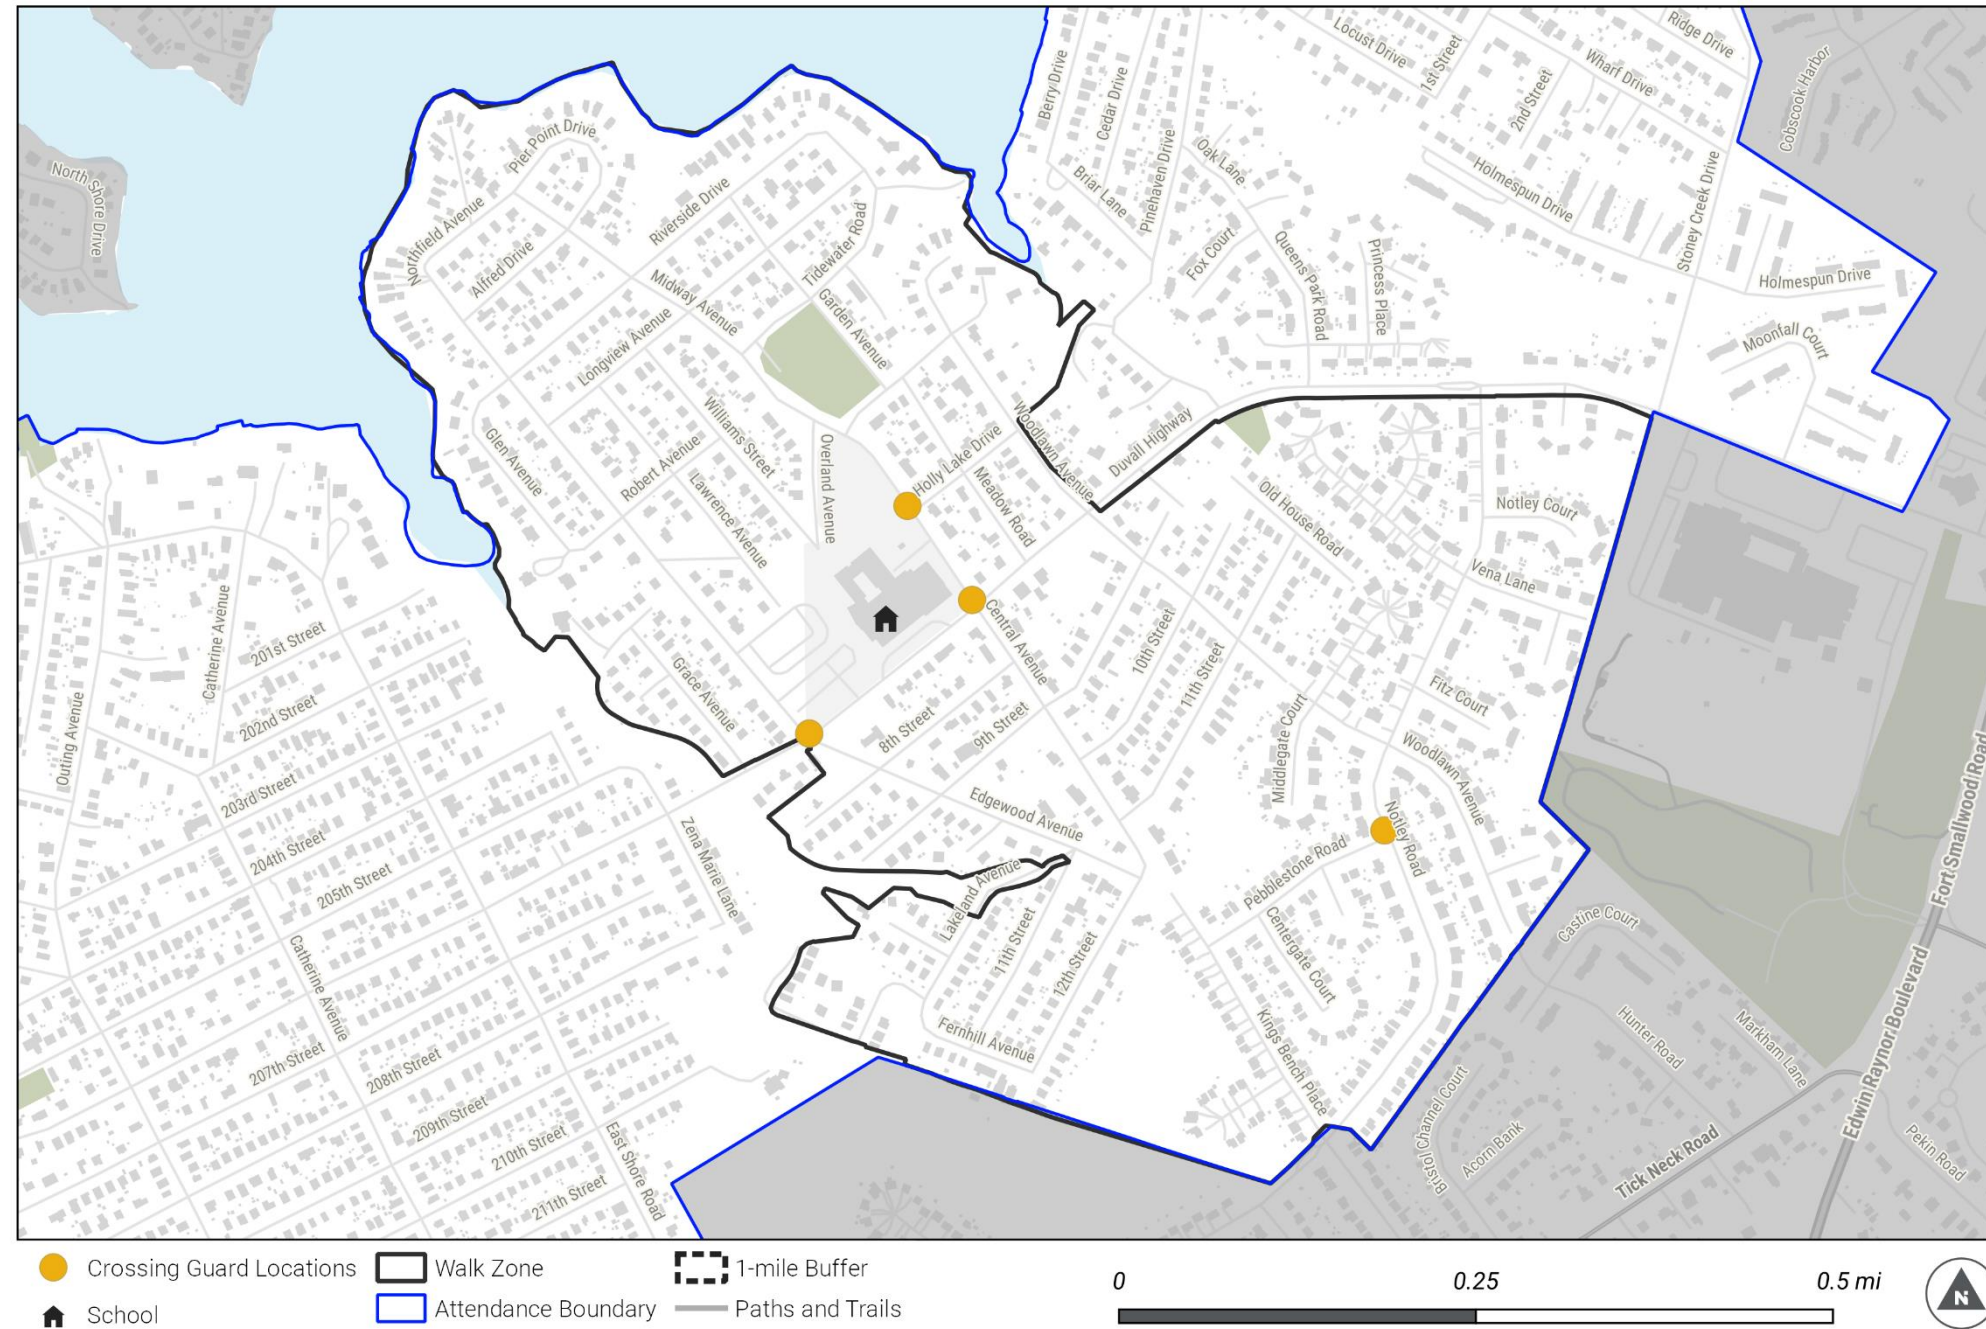 Locust Drive
1st Street
Ridge Drive
Wharf Drive
2nd Street
Cobscook Harbor
Berry Drive
Cedar Drive
Pinehaven Drive
Oak Lane
Briar Lane
Holmespun Drive
Stoney Creek Drive
Pier Point Drive
North Shore Drive
Northfield Avenue
Riverside Drive
Alfred Drive
Tidewater Road
Fox Court
Queens Park Road
Princess Place
Holmespun Drive
Moonfall Court
Midway Avenue
Garden Avenue
Longview Avenue
Williams Street
Glen Avenue
Robert Avenue
Lawrence Avenue
Overland Avenue
Holly Lake Drive
Meadow Road
Woodlawn Avenue
Duvall Highway
Old House Road
Notley Court
Vena Lane
Catherine Avenue
201st Street
202nd Street
Outing Avenue
203rd Street
204th Street
205th Street
Grace Avenue
Central Avenue
8th Street
9th Street
10th Street
11th Street
Middlegate Court
Fitz Court
Woodlawn Avenue
Edgewood Avenue
Zena Marie Lane
Lakeland Avenue
11th Street
12th Street
Fernhill Avenue
Pebblestone Road
Notley Road
Centergate Court
Kings Bench Place
Castine Court
Hunter Road
Markham Lane
Fort Smallwood Road
Edwin Raynor Boulevard
Pekin Road
Tick Neck Road
Bristol Channel Court
Acorn Bank
Catherine Avenue
207th Street
208th Street
209th Street
210th Street
211th Street
East Shore Road
Crossing Guard Locations
School
Walk Zone
Attendance Boundary
1-mile Buffer
Paths and Trails
0 0.25 0.5 mi
N